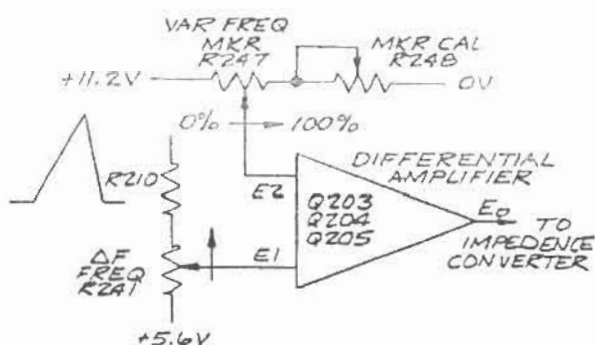 VAR FREQ
MKR
R247
MKR CAL
R248
+11.2V
0V
0% 100%
R210
E2
DIFFERENTIAL
AMPLIFIER
Q203
Q204
Q205
E0
TO
IMPEDENCE
CONVERTER
ΔF
FREQ
R241
E1
+5.6V